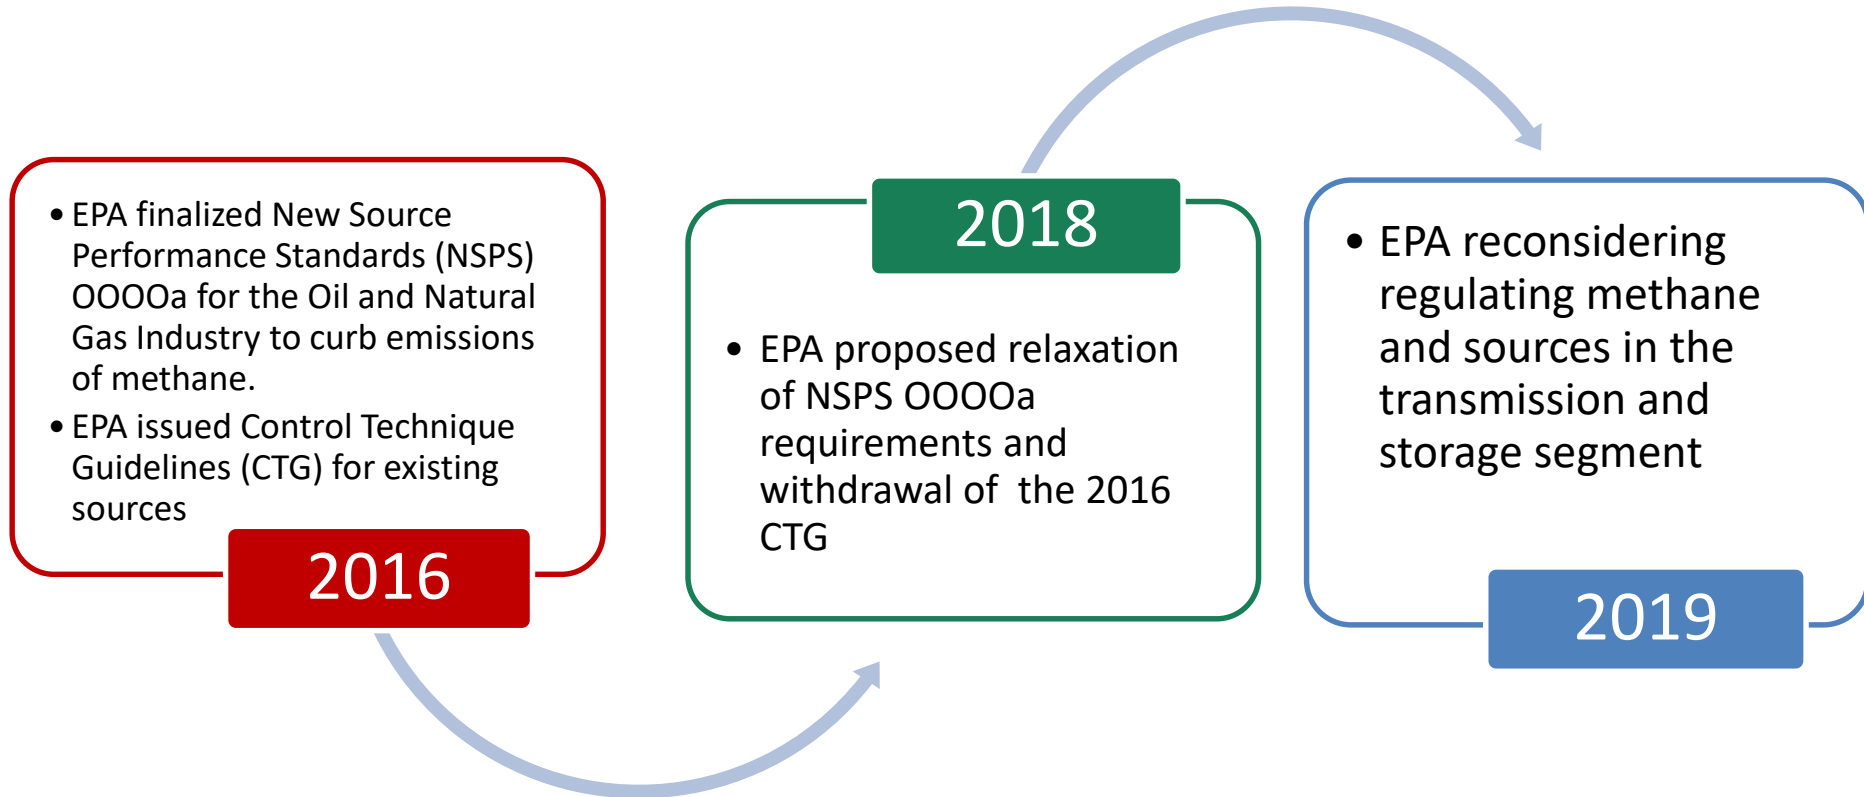 • EPA finalized New Source
Performance Standards (NSPS)
OOOOa for the Oil and Natural
Gas Industry to curb emissions
of methane.
• EPA issued Control Technique
Guidelines (CTG) for existing
sources
2016
2018
• EPA proposed relaxation
of NSPS OOOOa
requirements and
withdrawal of  the 2016
CTG
• EPA reconsidering
regulating methane
and sources in the
transmission and
storage segment
2019